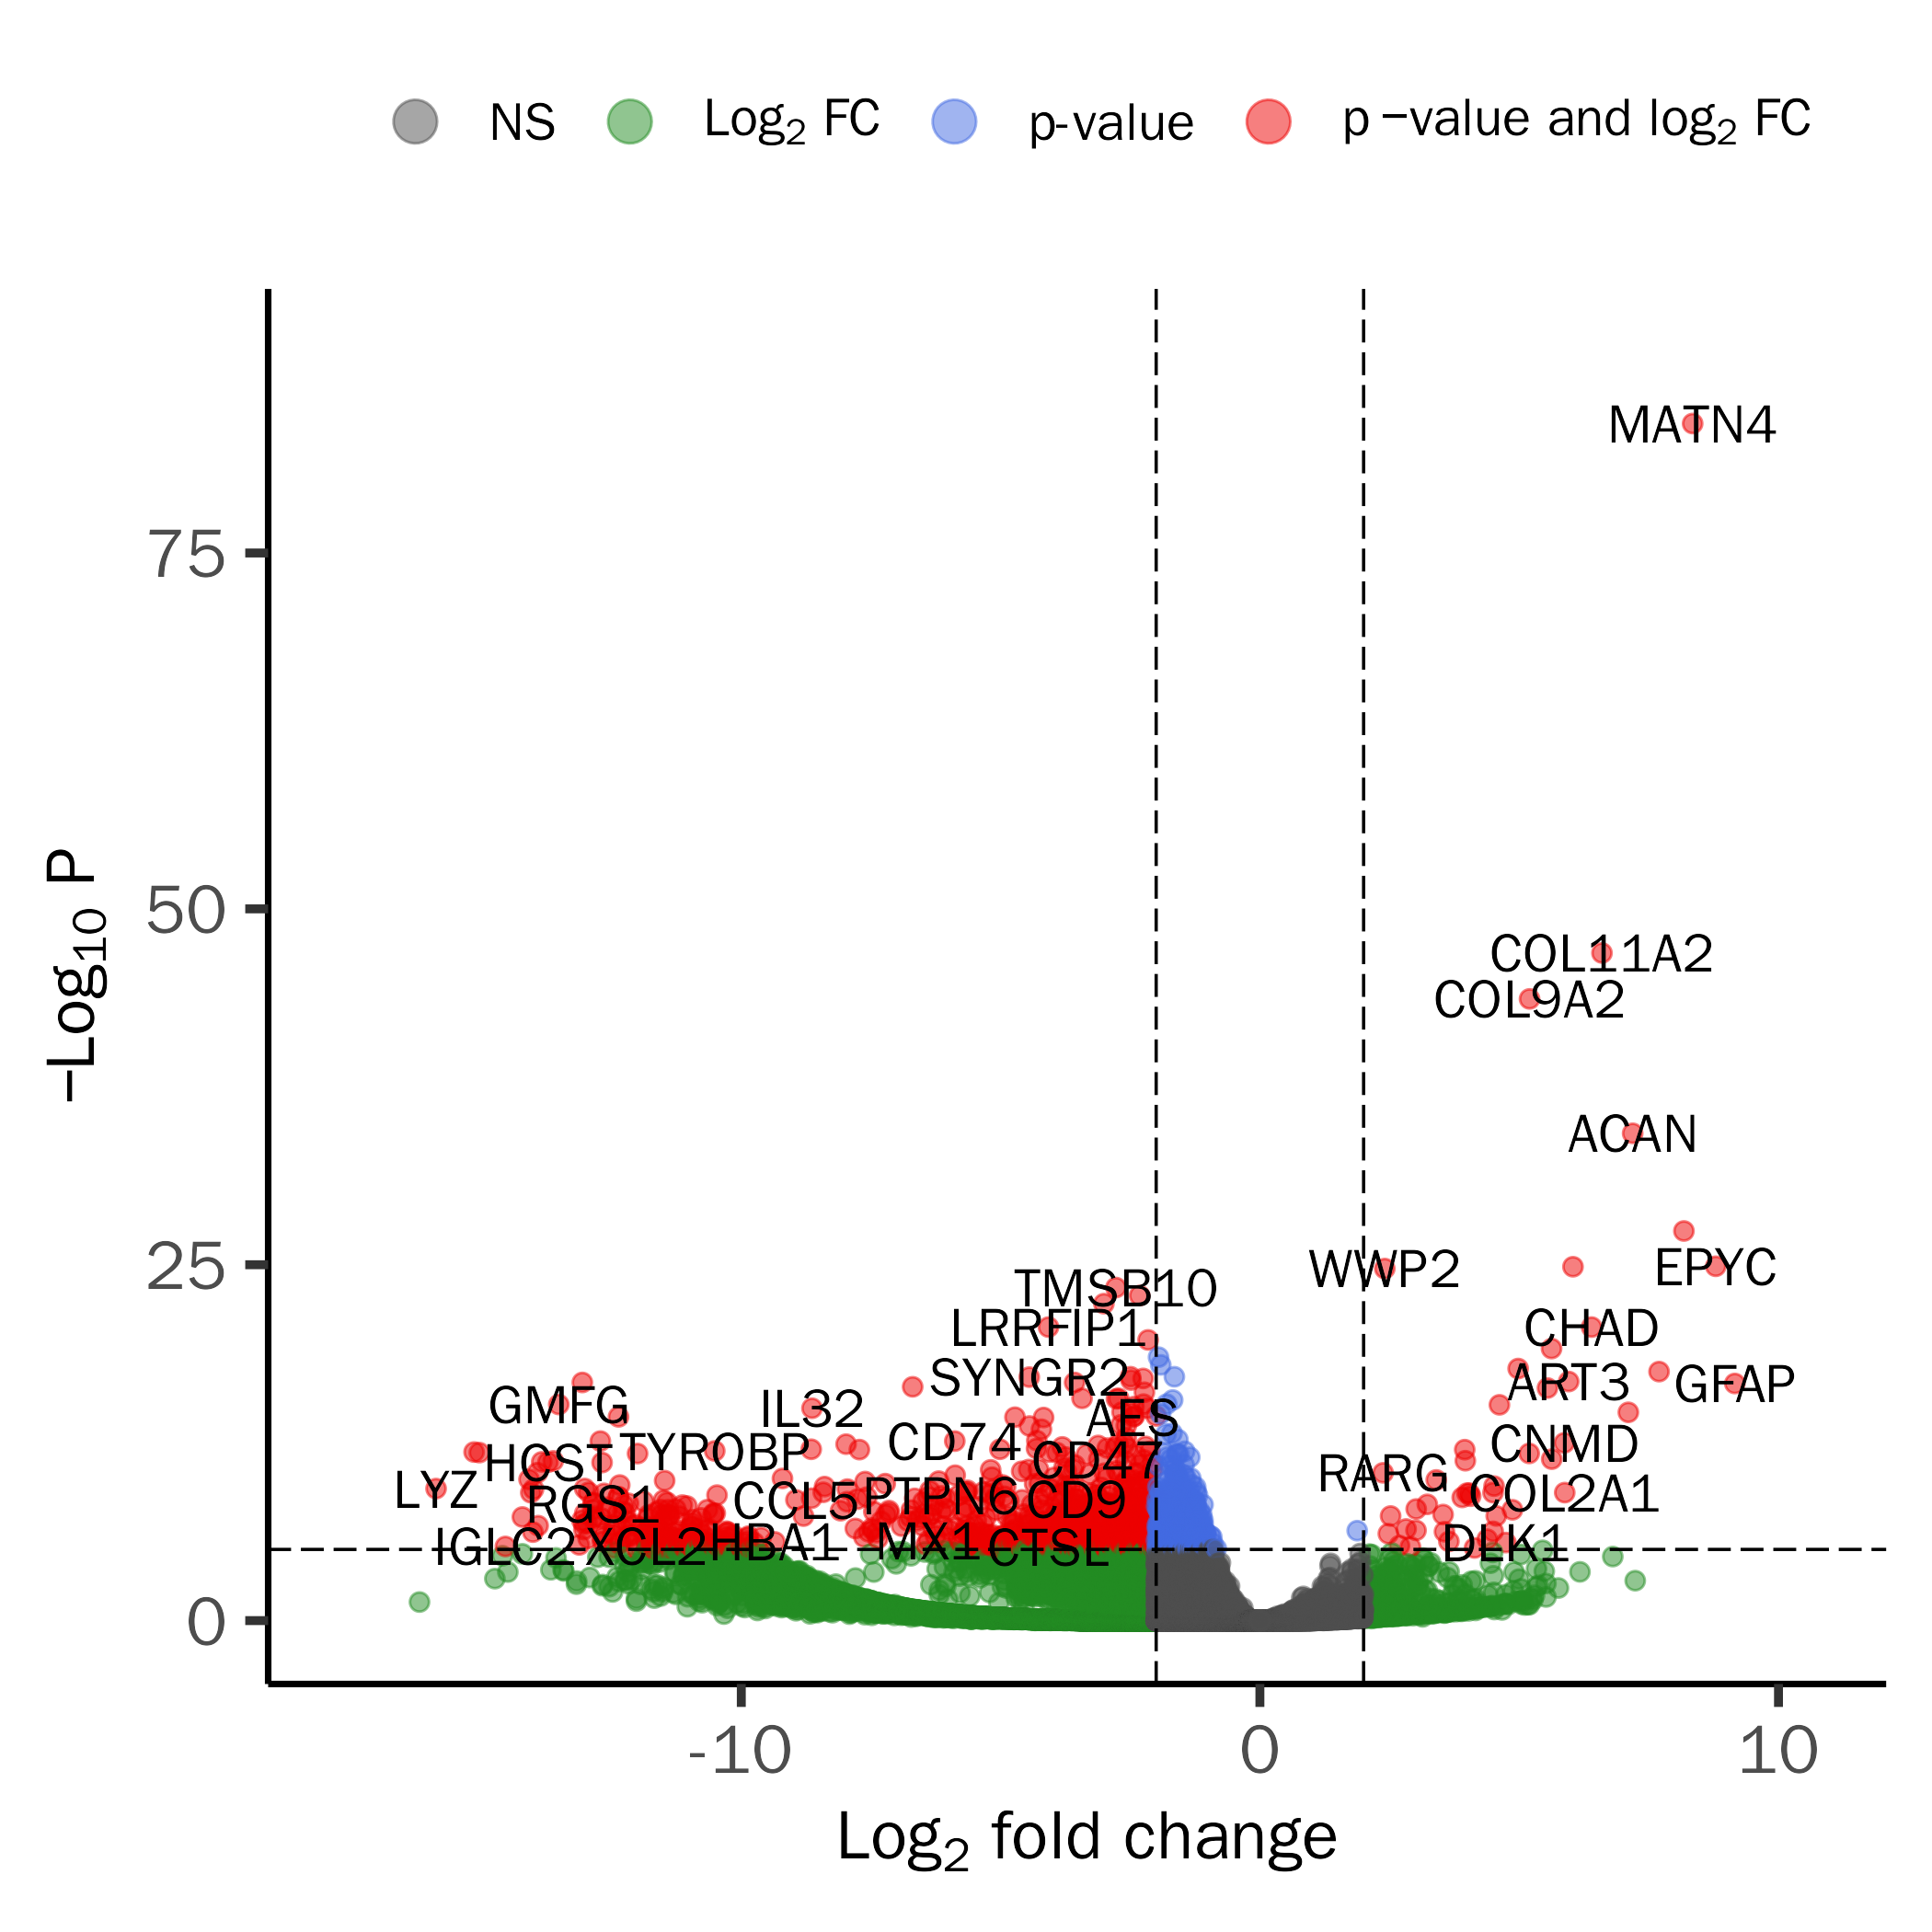 NS Log2 FC p-value p −value and log2 FC
MATN4
75
50
COL11A2
COL9A2
ACAN
25
WWP2 EPYC
TMSB10
LRRFIP1 CHAD
SYNGR2 ART3 GFAP
GMFG IL32 AES
CD74 CNMD
HCST TYROBP CD47 RARG
LYZ COL2A1
RGS1 CCL5 PTPN6 CD9
IGLC2 XCL2 HBA1 MX1 CTSL DLK1
0
−Log10 P
-10 0 10
Log2 fold change